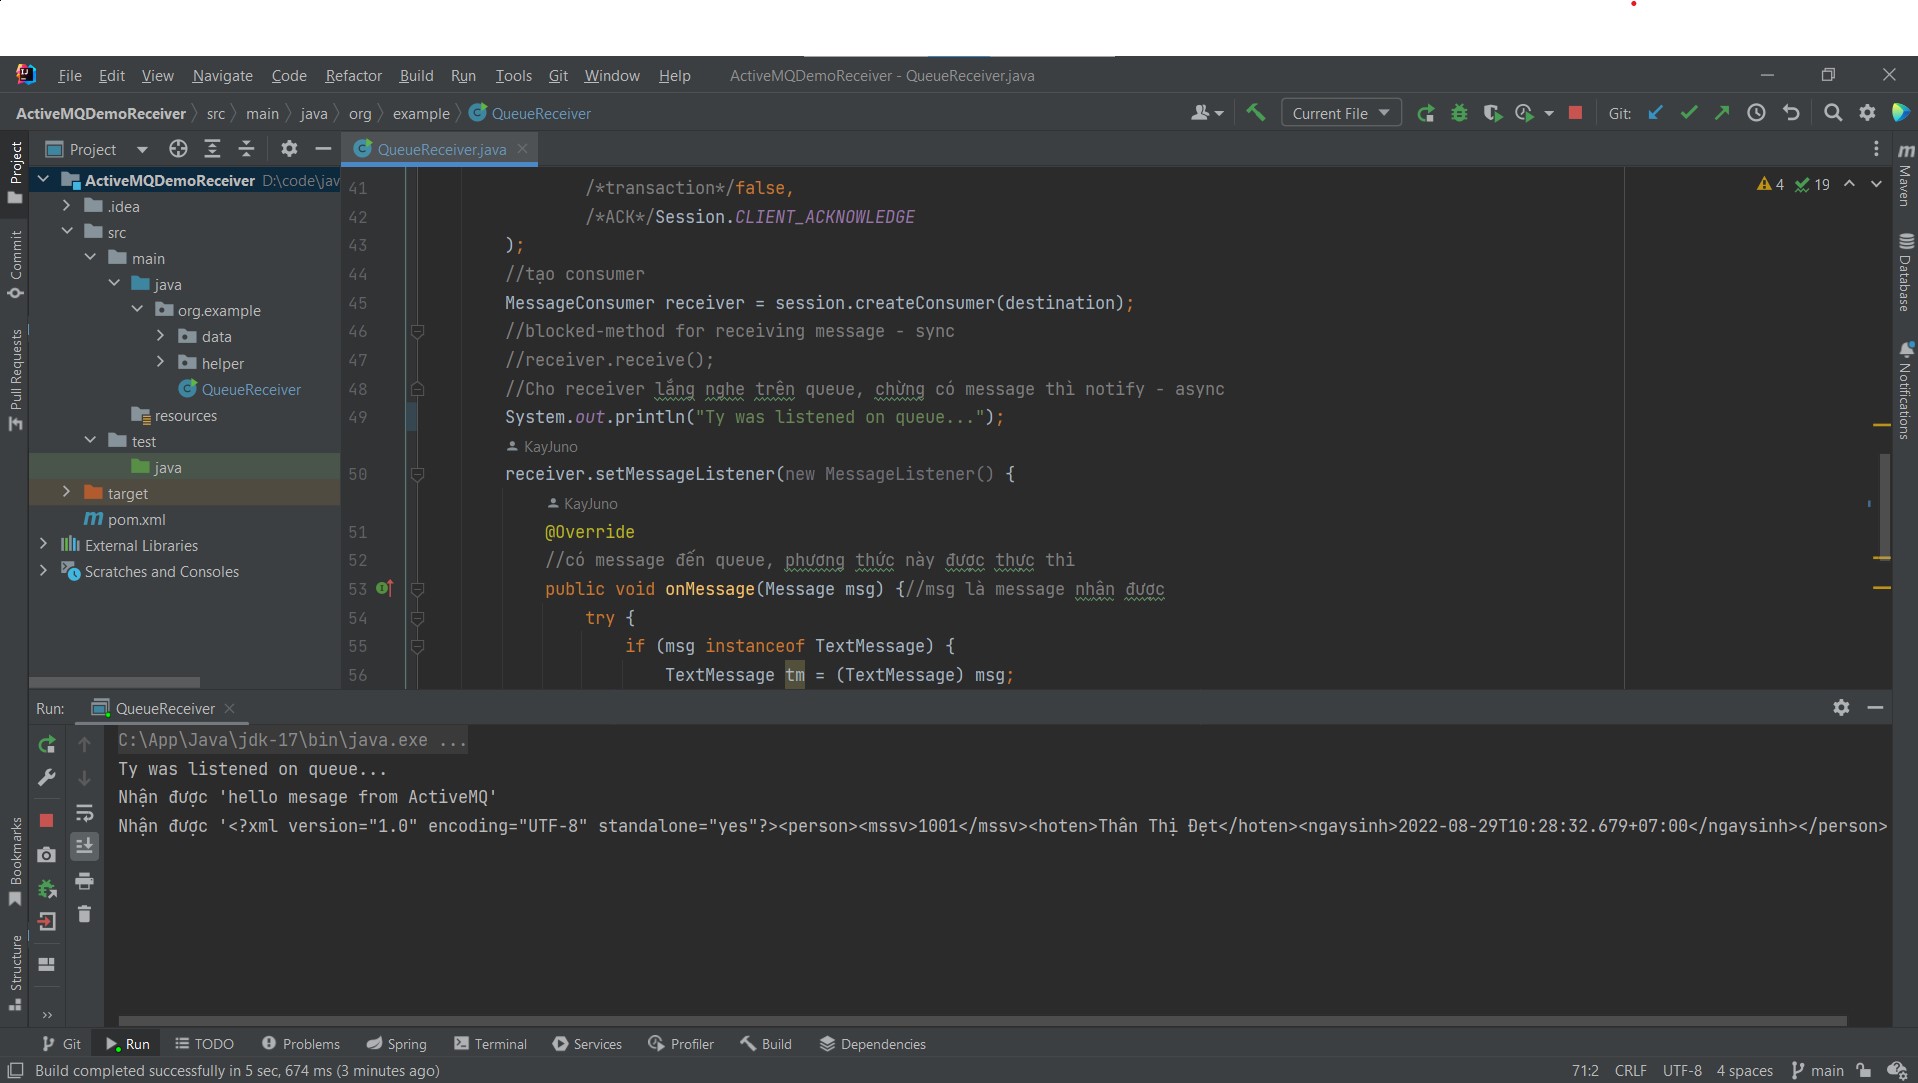 File Edit View Navigate Code Refactor Build Run Tools Git Window Help ActiveMQDemoReceiver - QueueReceiver.java
ActiveMQDemoReceiver src main java org example QueueReceiver Current File Git:
Project QueueReceiver.java
ActiveMQDemoReceiver D:\code\jav
.idea
src
main
java
org.example
data
helper
QueueReceiver
resources
test
java
target
pom.xml
External Libraries
Scratches and Consoles
Project
Commit
Pull Requests
Bookmarks
Structure
4 19
41 /*transaction*/false,
42 /*ACK*/Session.CLIENT_ACKNOWLEDGE
43 );
44 //tạo consumer
45 MessageConsumer receiver = session.createConsumer(destination);
46 //blocked-method for receiving message - sync
47 //receiver.receive();
48 //Cho receiver lắng nghe trên queue, chừng có message thì notify - async
49 System.out.println("Ty was listened on queue...");
KayJuno
50 receiver.setMessageListener(new MessageListener() {
KayJuno
51 @Override
52 //có message đến queue, phương thức này được thực thi
53 public void onMessage(Message msg) {//msg là message nhận được
54 try {
55 if (msg instanceof TextMessage) {
56 TextMessage tm = (TextMessage) msg;
Maven
Database
Notifications
Run: QueueReceiver
C:\App\Java\jdk-17\bin\java.exe ...
Ty was listened on queue...
Nhận được 'hello mesage from ActiveMQ'
Nhận được '<?xml version="1.0" encoding="UTF-8" standalone="yes"?><person><mssv>1001</mssv><hoten>Thân Thị Đẹt</hoten><ngaysinh>2022-08-29T10:28:32.679+07:00</ngaysinh></person>
Git Run TODO Problems Spring Terminal Services Profiler Build Dependencies
Build completed successfully in 5 sec, 674 ms (3 minutes ago) 71:2 CRLF UTF-8 4 spaces main